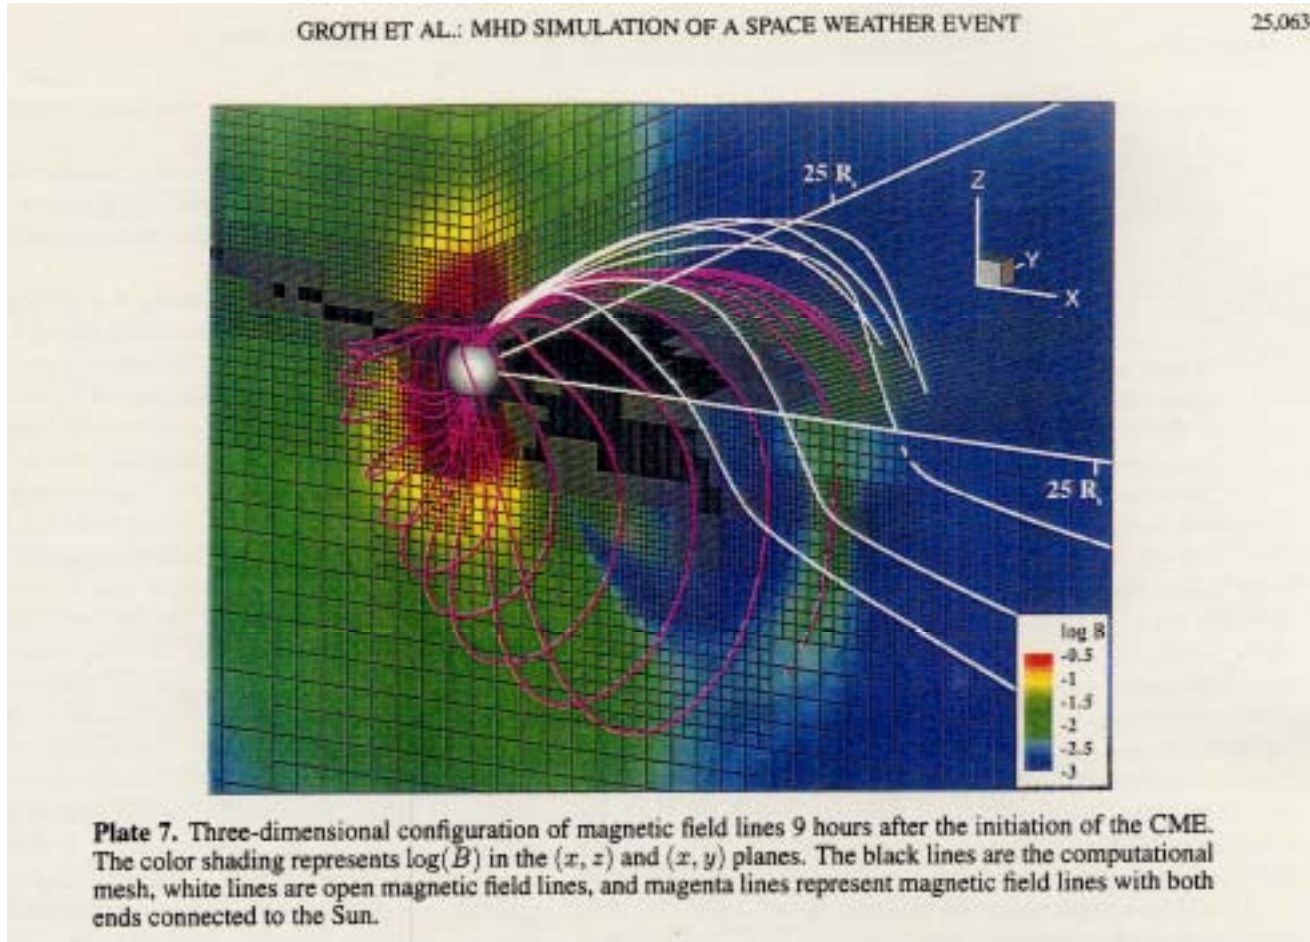 GROTH ET AL.: MHD SIMULATION OF A SPACE WEATHER EVENT
25,063
25 Rs
Z
Y
X
25 Rs
log B
-0.5
-1
-1.5
-2
-2.5
-3
Plate 7. Three-dimensional configuration of magnetic field lines 9 hours after the initiation of the CME.
The color shading represents log(B) in the (x, z) and (x, y) planes. The black lines are the computational
mesh, white lines are open magnetic field lines, and magenta lines represent magnetic field lines with both
ends connected to the Sun.